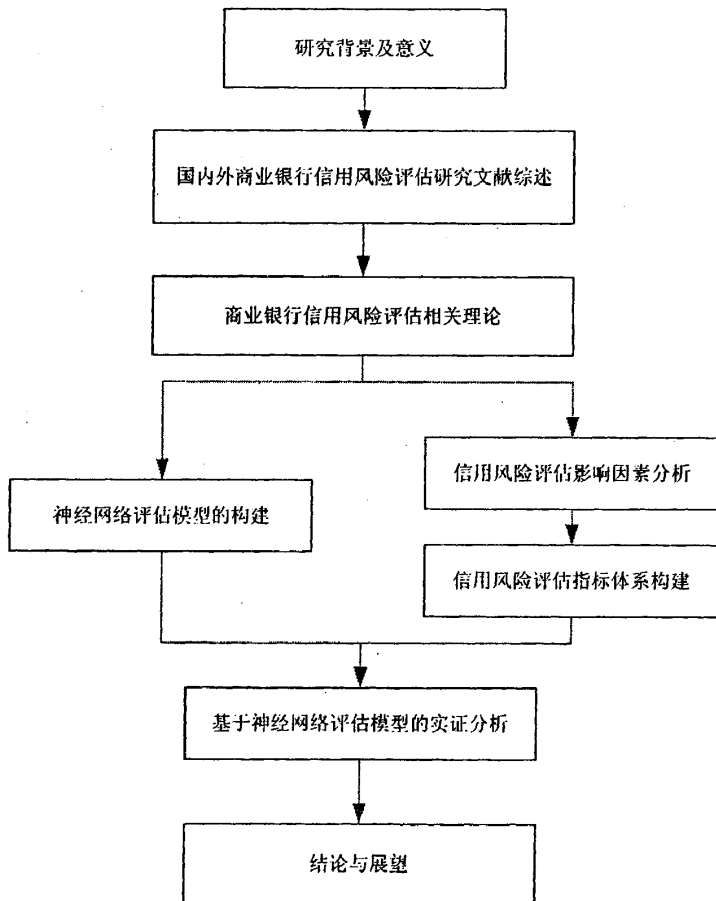 研究背景及意义
国内外商业银行信用风险评估研究文献综述
商业银行信用风险评估相关理论
信用风险评估影响因素分析
神经网络评估模型的构建
信用风险评估指标体系构建
基于神经网络评估模型的实证分析
结论与展望